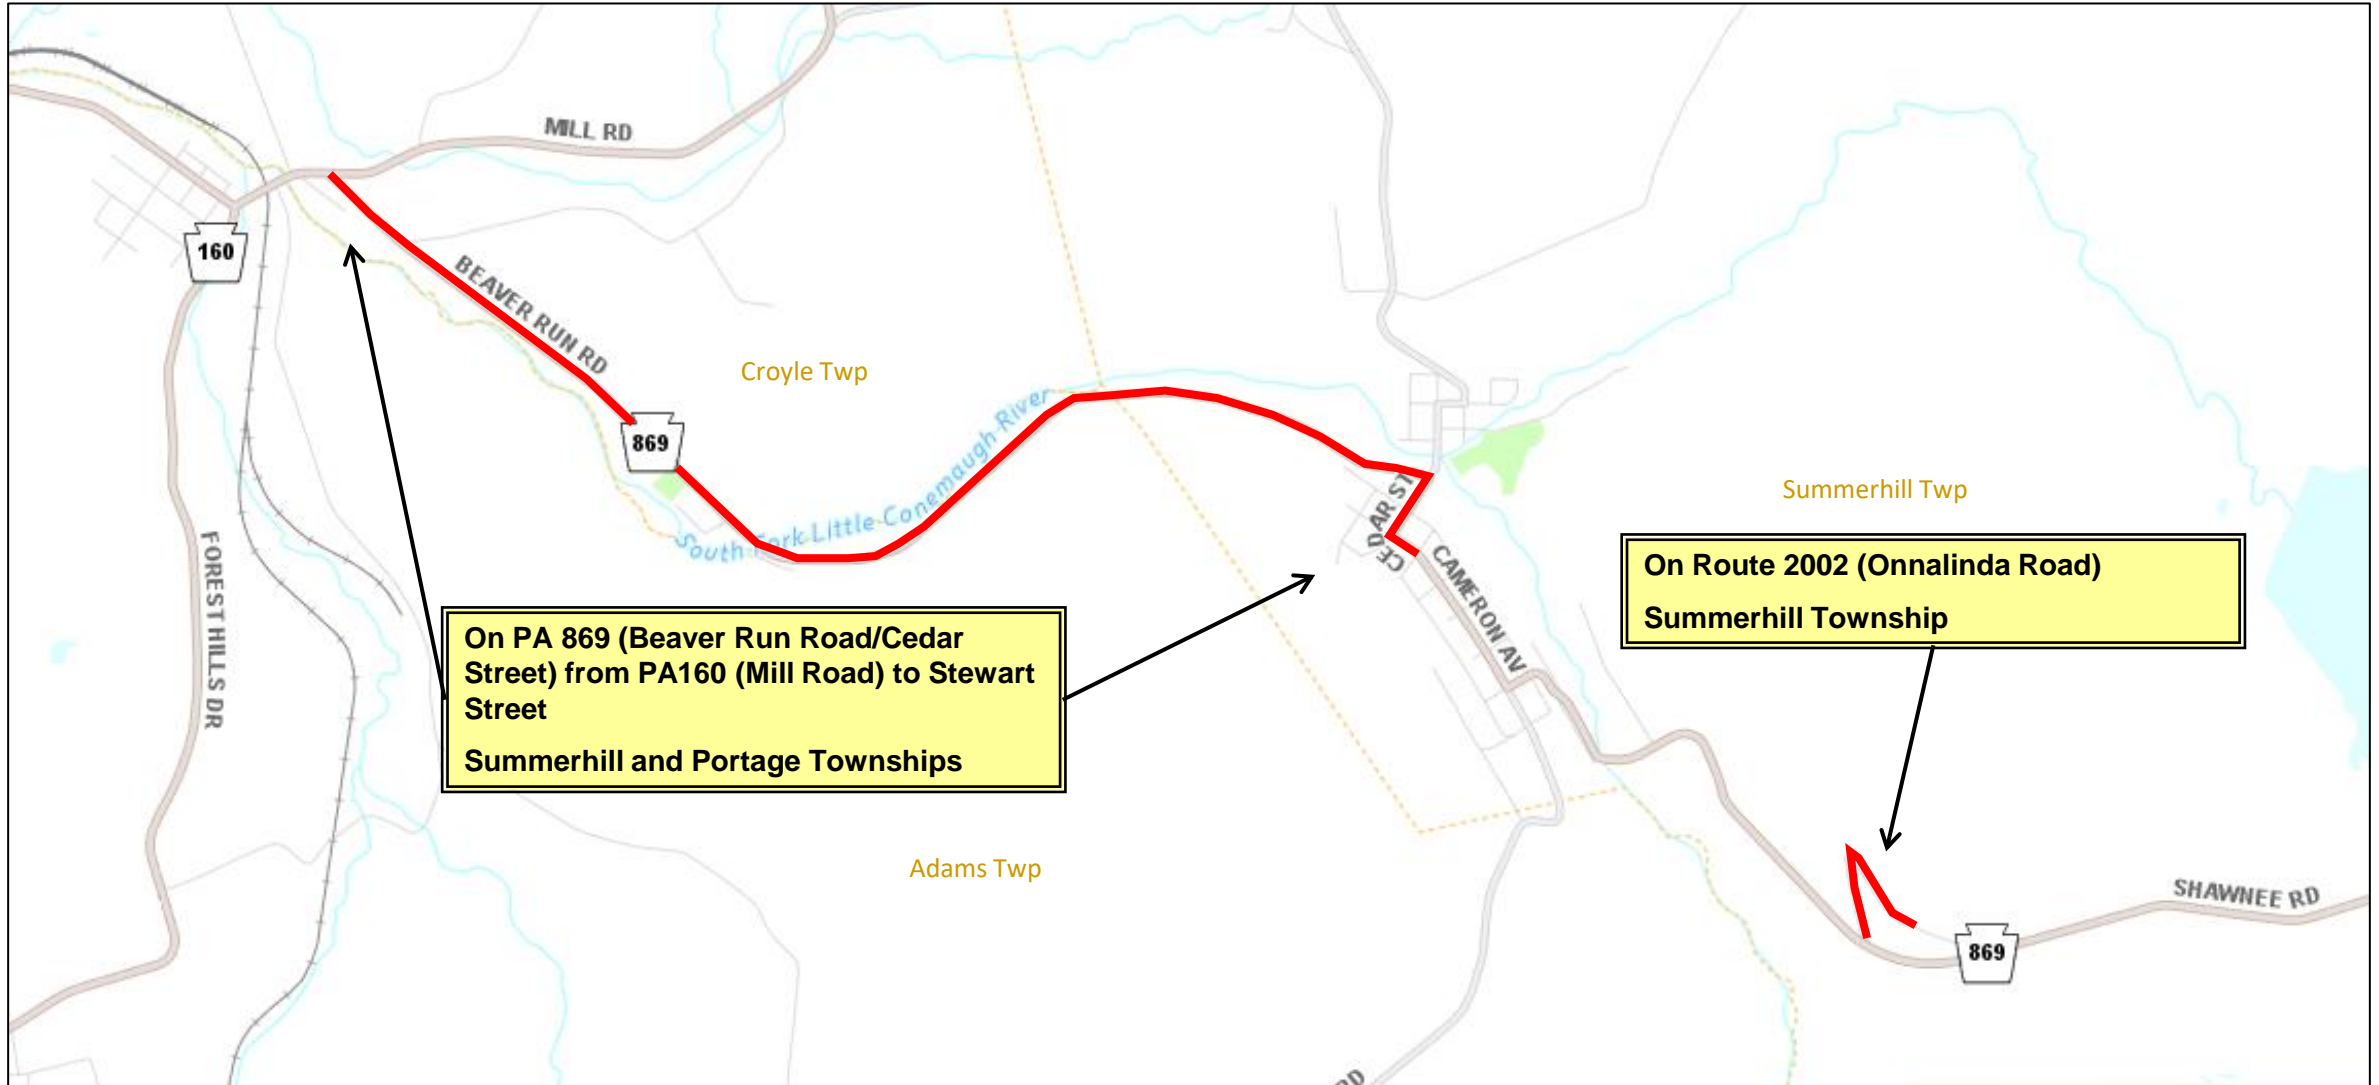 MILL RD
160
BEAVER RUN RD
Croyle Twp
869
South Fork Little Conemaugh River
CEDAR ST
Summerhill Twp
CAMERON AV
FOREST HILLS DR
On Route 2002 (Onnalinda Road)
Summerhill Township
On PA 869 (Beaver Run Road/Cedar
Street) from PA160 (Mill Road) to Stewart
Street
Summerhill and Portage Townships
Adams Twp
SHAWNEE RD
869
RD